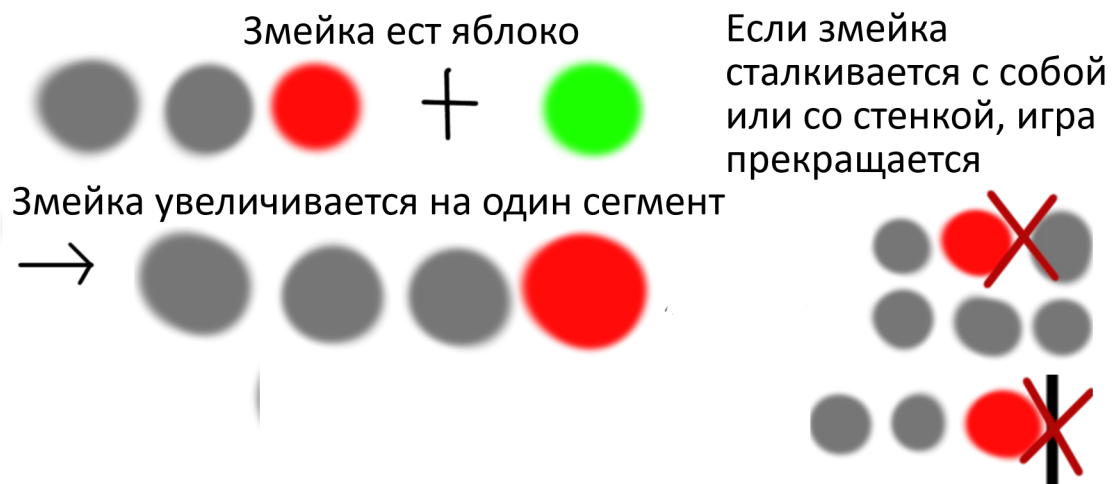 Змейка ест яблоко
Змейка увеличивается на один сегмент
Если змейка
сталкивается с собой
или со стенкой, игра
прекращается